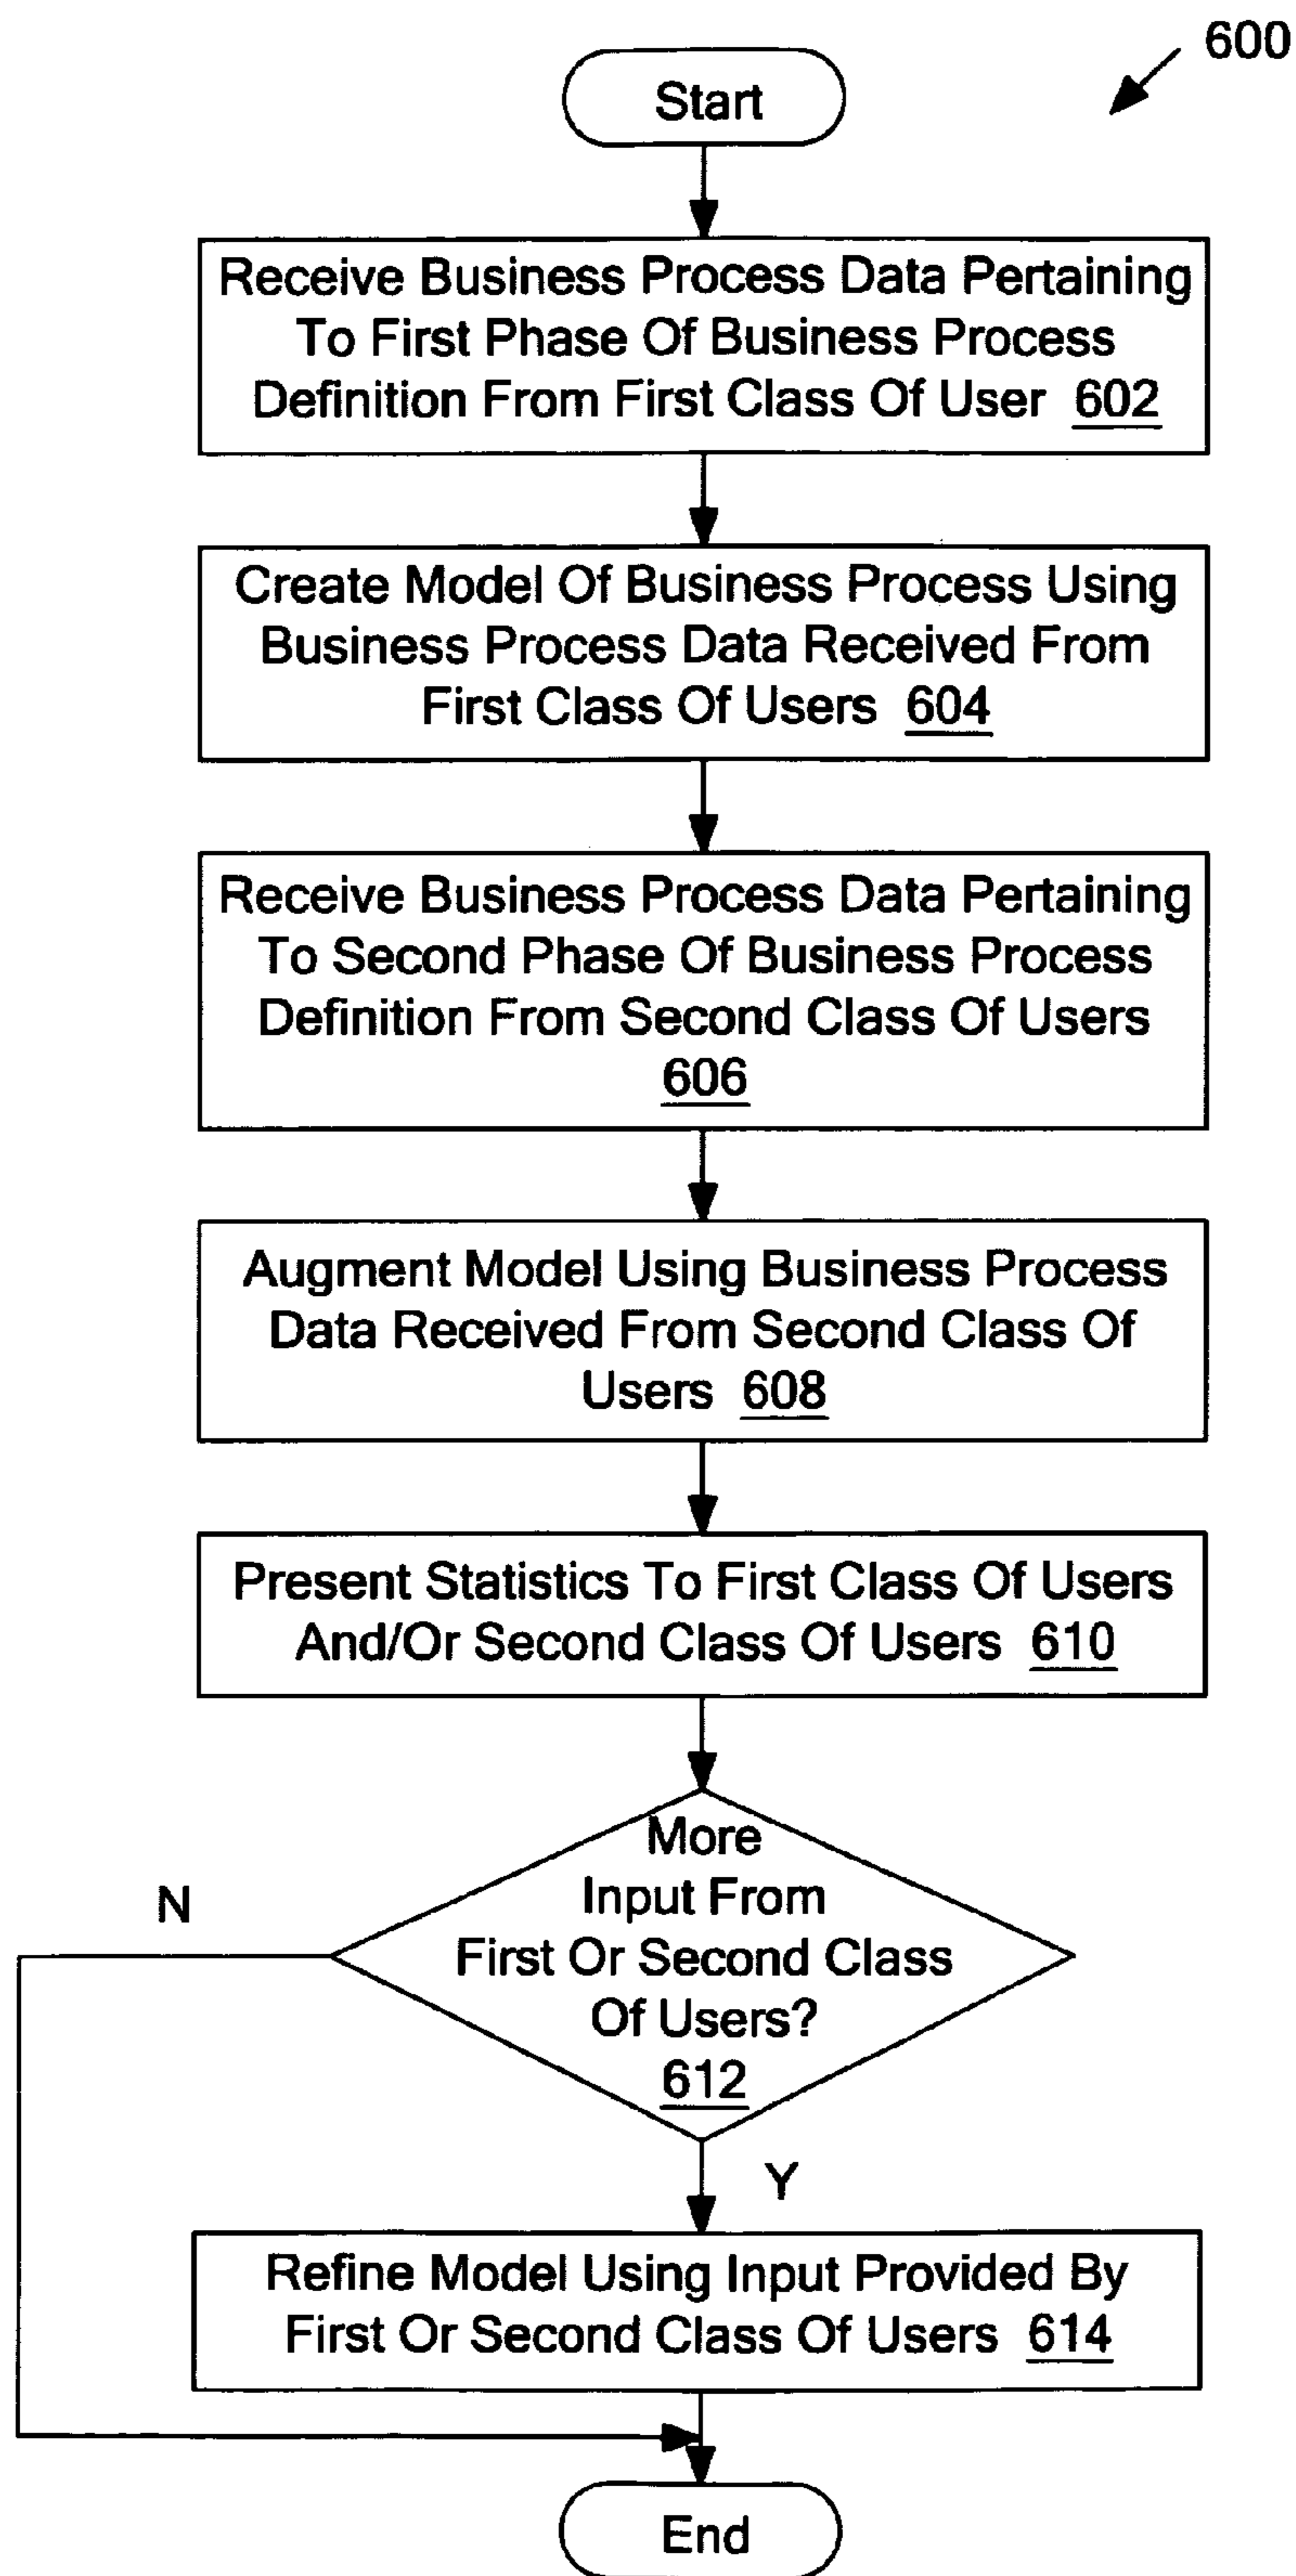 600
Start
Receive Business Process Data Pertaining
To First Phase Of Business Process
Definition From First Class Of User 602
Create Model Of Business Process Using
Business Process Data Received From
First Class Of Users 604
Receive Business Process Data Pertaining
To Second Phase Of Business Process
Definition From Second Class Of Users
606
Augment Model Using Business Process
Data Received From Second Class Of
Users 608
Present Statistics To First Class Of Users
And/Or Second Class Of Users 610
More
Input From
First Or Second Class
Of Users?
612
N
Y
Refine Model Using Input Provided By
First Or Second Class Of Users 614
End